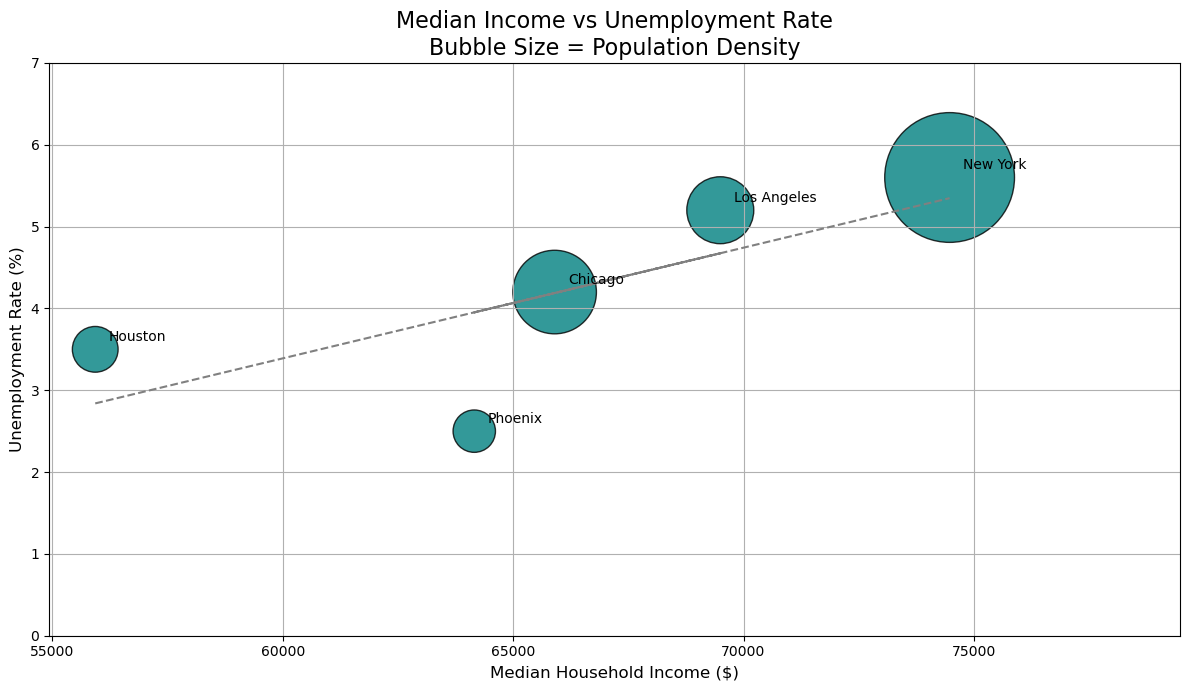 Median Income vs Unemployment Rate
Bubble Size = Population Density
7
6
5
4
3
2
1
0
Unemployment Rate (%)
New York
Los Angeles
Chicago
Houston
Phoenix
55000 60000 65000 70000 75000
Median Household Income ($)